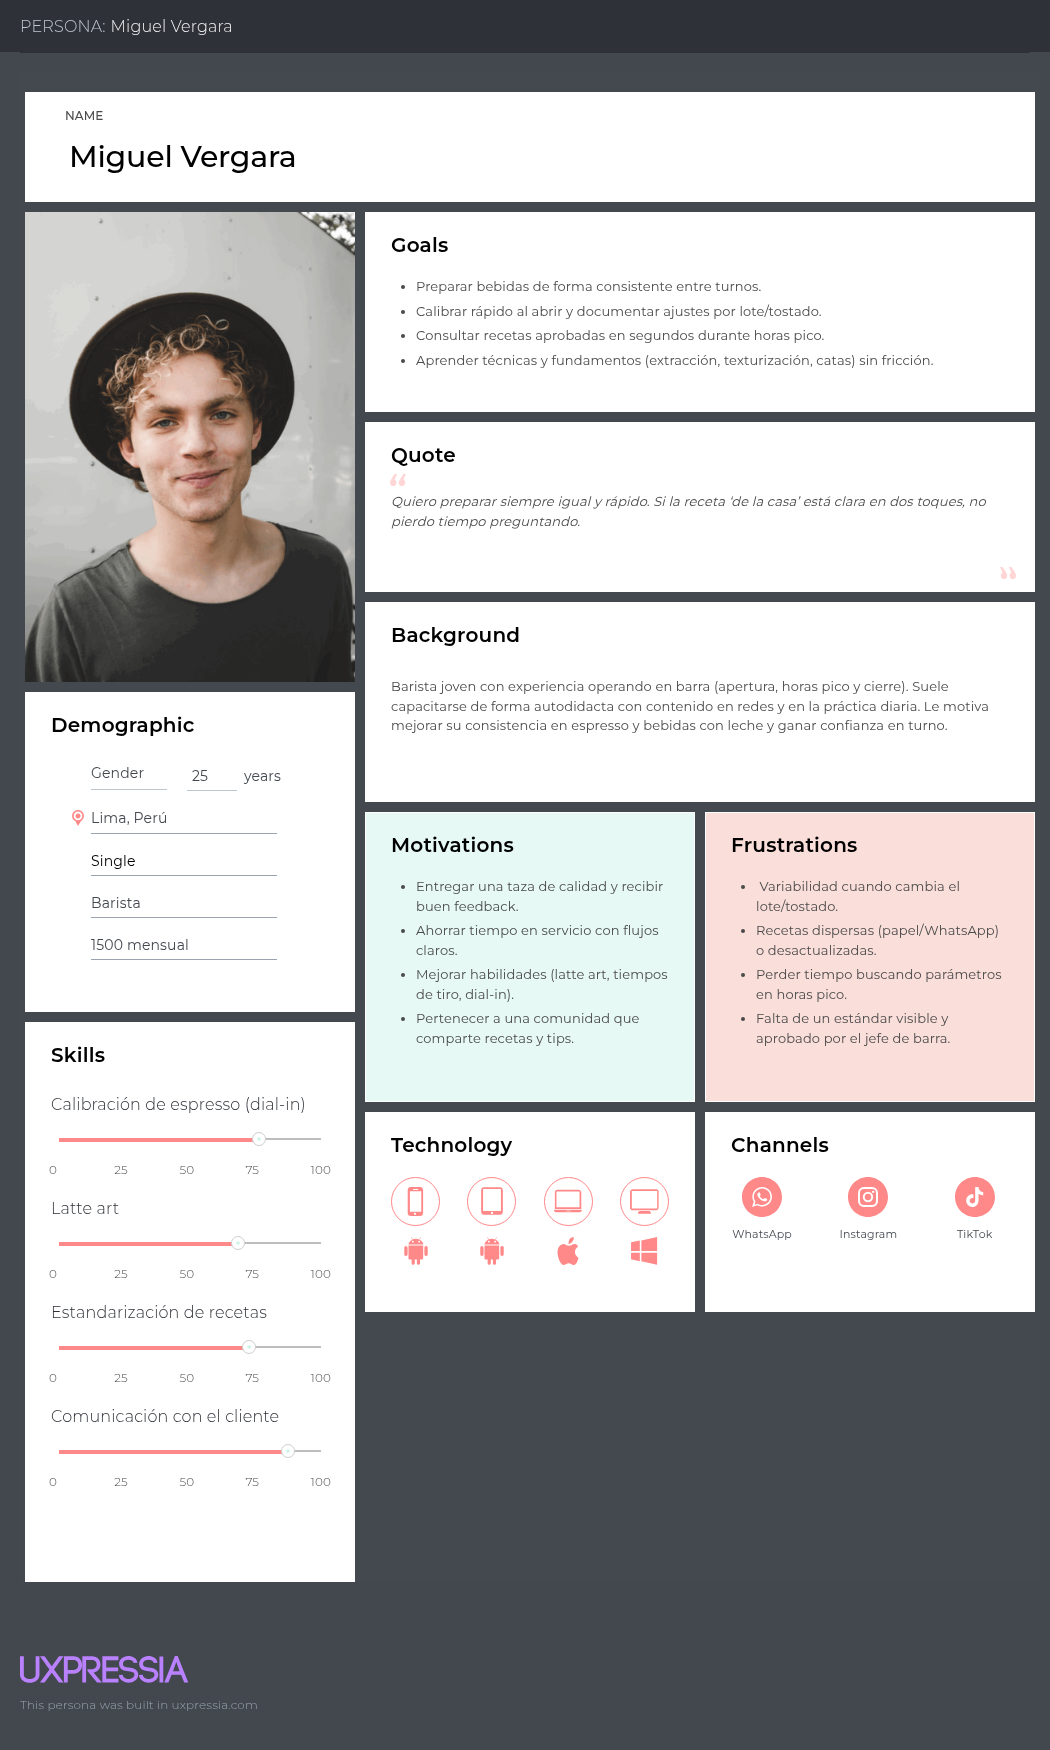 PERSONA: Miguel Vergara
NAME
Miguel Vergara
Goals
Preparar bebidas de forma consistente entre turnos.
Calibrar rápido al abrir y documentar ajustes por lote/tostado.
Consultar recetas aprobadas en segundos durante horas pico.
Aprender técnicas y fundamentos (extracción, texturización, catas) sin fricción.
Quote
“
Quiero preparar siempre igual y rápido. Si la receta ‘de la casa’ está clara en dos toques, no
pierdo tiempo preguntando.
”
Background
Barista joven con experiencia operando en barra (apertura, horas pico y cierre). Suele
capacitarse de forma autodidacta con contenido en redes y en la práctica diaria. Le motiva
mejorar su consistencia en espresso y bebidas con leche y ganar confianza en turno.
Demographic
Gender 25 years
Lima, Perú
Single
Barista
1500 mensual
Motivations
Entregar una taza de calidad y recibir
buen feedback.
Ahorrar tiempo en servicio con flujos
claros.
Mejorar habilidades (latte art, tiempos
de tiro, dial-in).
Pertenecer a una comunidad que
comparte recetas y tips.
Frustrations
Variabilidad cuando cambia el
lote/tostado.
Recetas dispersas (papel/WhatsApp)
o desactualizadas.
Perder tiempo buscando parámetros
en horas pico.
Falta de un estándar visible y
aprobado por el jefe de barra.
Skills
Calibración de espresso (dial-in)
0 25 50 75 100
Latte art
0 25 50 75 100
Estandarización de recetas
0 25 50 75 100
Comunicación con el cliente
0 25 50 75 100
Technology
Channels
WhatsApp Instagram TikTok
UXPRESSIA
This persona was built in uxpressia.com